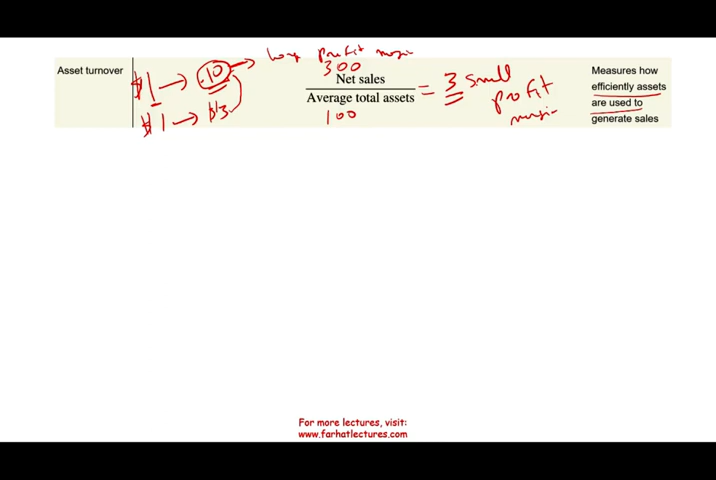 Asset turnover
$1 → .10 → profit margin
$1 → $3
300
Net sales
Average total assets
100
= 3 small
profit
margin
Measures how
efficiently assets
are used to
generate sales
For more lectures, visit:
www.farhatlectures.com